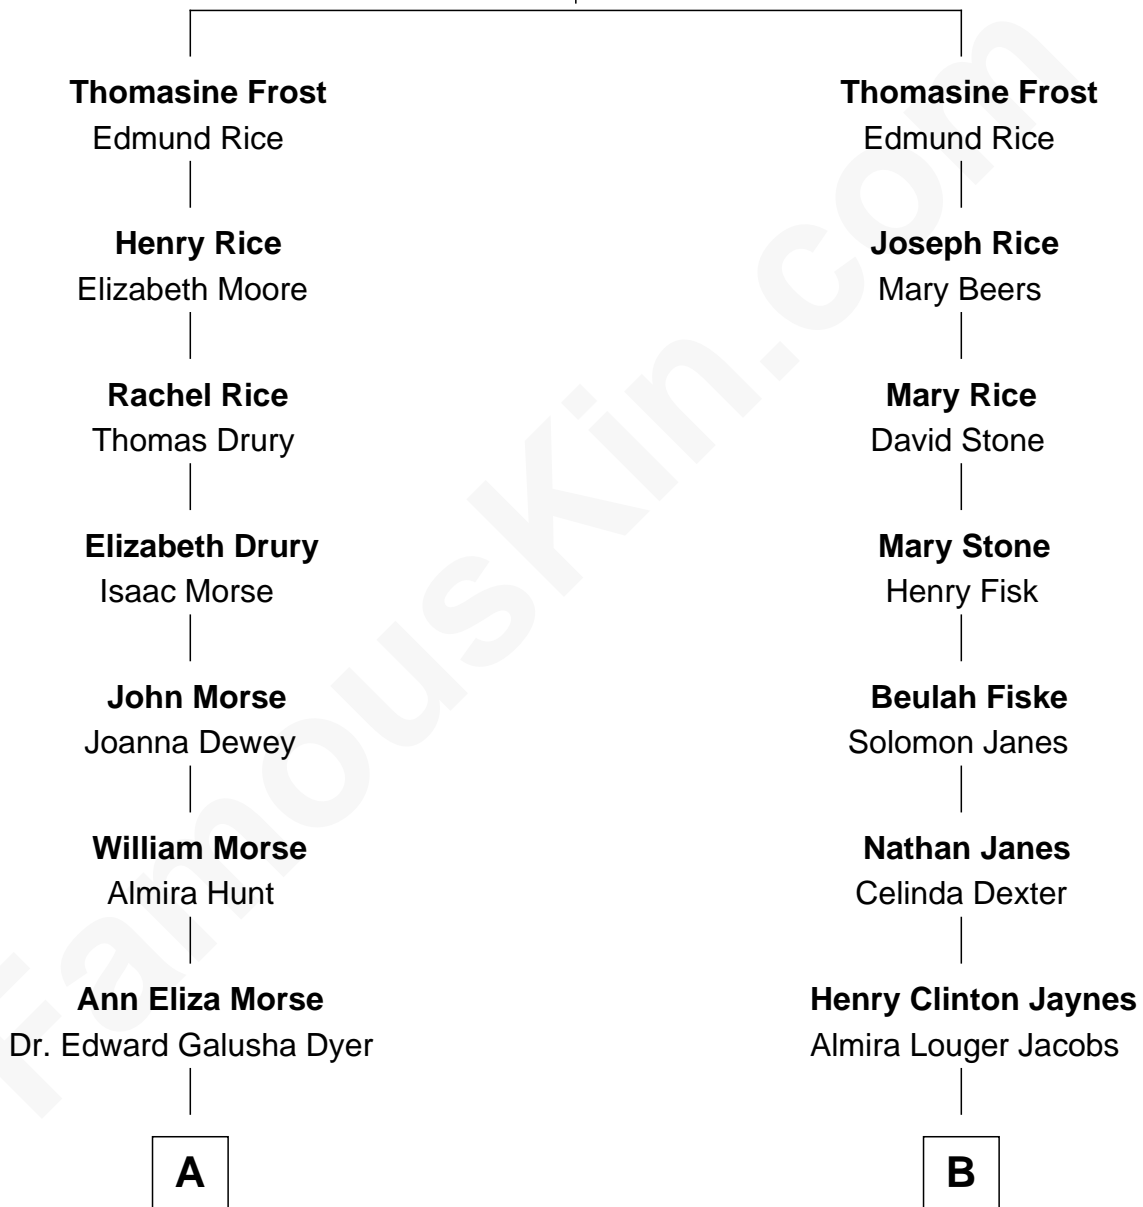 Thomasine Frost
Edmund Rice
Henry Rice
Elizabeth Moore
Rachel Rice
Thomas Drury
Elizabeth Drury
Isaac Morse
John Morse
Joanna Dewey
William Morse
Almira Hunt
Ann Eliza Morse
Dr. Edward Galusha Dyer
A
Thomasine Frost
Edmund Rice
Joseph Rice
Mary Beers
Mary Rice
David Stone
Mary Stone
Henry Fisk
Beulah Fiske
Solomon Janes
Nathan Janes
Celinda Dexter
Henry Clinton Jaynes
Almira Louger Jacobs
B
FamousKin.com